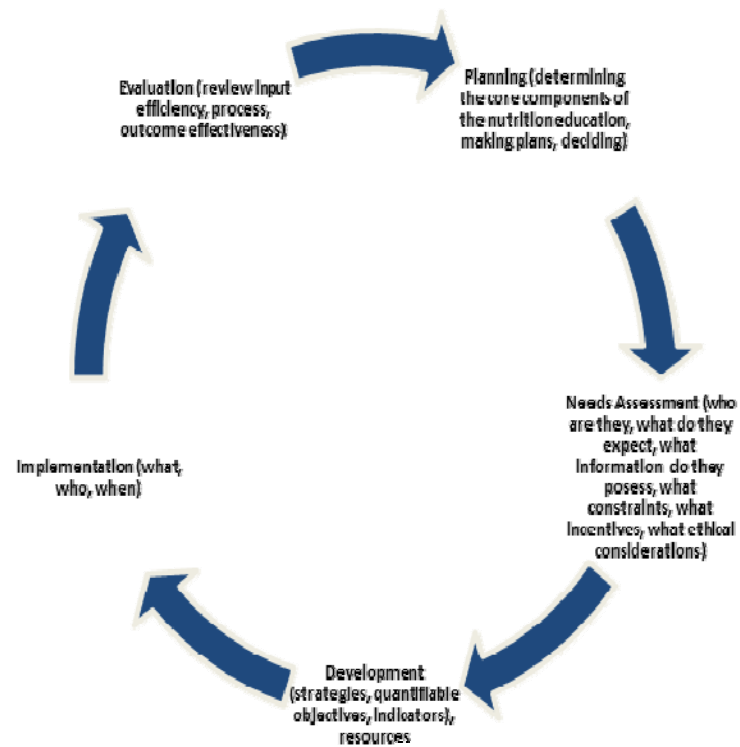 Evaluation (review input
efficiency, process,
outcome effectiveness)
Planning (determining
the core components of
the nutrition education,
making plans, deciding)
Needs Assessment (who
are they, what do they
expect, what
information do they
posess, what
constraints, what
incentives, what ethical
considerations)
Development
(strategies, quantifiable
objectives, indicators),
resources
Implementation (what,
who, when)